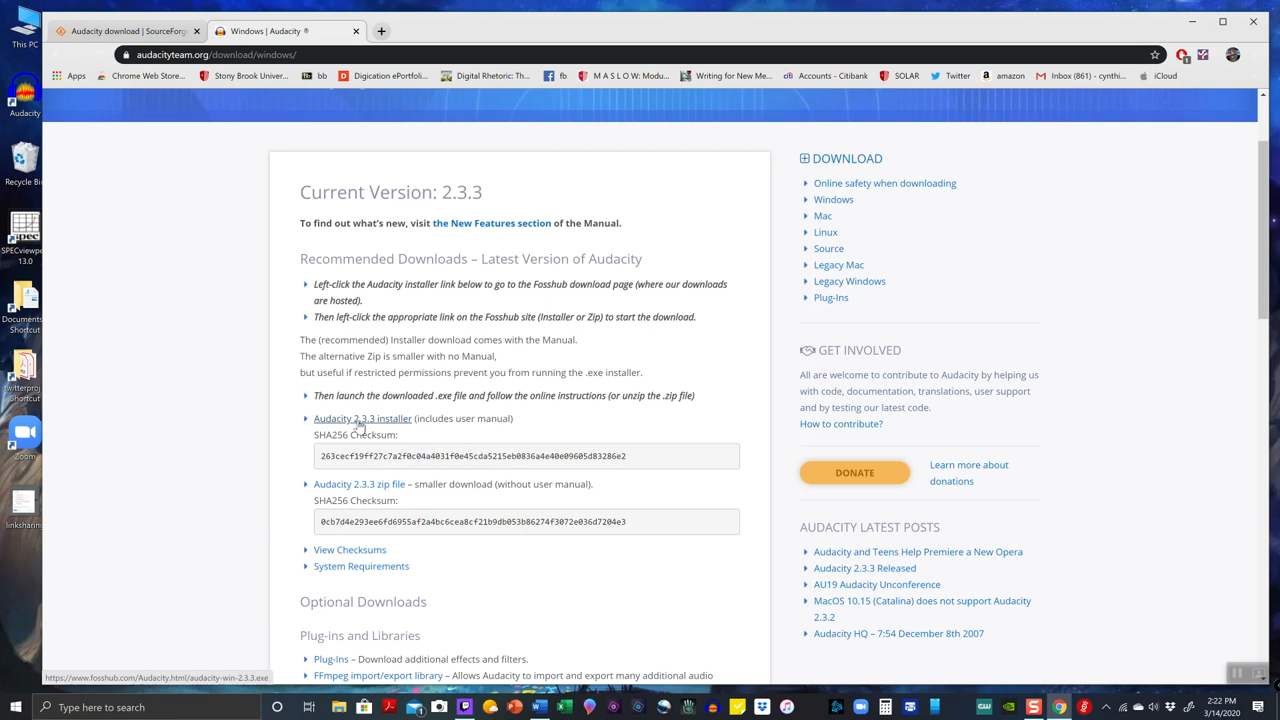 This PC
Recycle Bin
SPECviewperf
13.0
Documents
Shortcut
twitterprop
Shortcut
Zoom
linkshannon
Audacity download | SourceForg
Windows | Audacity ®
audacityteam.org/download/windows/
Apps
Chrome Web Store...
Stony Brook Univer...
bb
Digication ePortfolio...
Digital Rhetoric: Th...
fb
M A S L O W: Modu...
Writing for New Me...
Accounts - Citibank
SOLAR
Twitter
amazon
Inbox (861) - cynthi...
iCloud
Current Version: 2.3.3
To find out what's new, visit the New Features section of the Manual.
Recommended Downloads – Latest Version of Audacity
Left-click the Audacity installer link below to go to the Fosshub download page (where our downloads
are hosted).
Then left-click the appropriate link on the Fosshub site (Installer or Zip) to start the download.
The (recommended) Installer download comes with the Manual.
The alternative Zip is smaller with no Manual,
but useful if restricted permissions prevent you from running the .exe installer.
Then launch the downloaded .exe file and follow the online instructions (or unzip the .zip file)
Audacity 2.3.3 installer (includes user manual)
SHA256 Checksum:
263cecf19ff27c7a2f0c04a4031f0e45cda5215eb0836a4e40e09605d83286e2
Audacity 2.3.3 zip file – smaller download (without user manual).
SHA256 Checksum:
0cb7d4e293ee6fd6955af2a4bc6cea8cf21b9db053b86274f3072e036d7204e3
View Checksums
System Requirements
Optional Downloads
Plug-ins and Libraries
Plug-Ins – Download additional effects and filters.
FFmpeg import/export library – Allows Audacity to import and export many additional audio
DOWNLOAD
Online safety when downloading
Windows
Mac
Linux
Source
Legacy Mac
Legacy Windows
Plug-Ins
GET INVOLVED
All are welcome to contribute to Audacity by helping us
with code, documentation, translations, user support
and by testing our latest code.
How to contribute?
DONATE
Learn more about
donations
AUDACITY LATEST POSTS
Audacity and Teens Help Premiere a New Opera
Audacity 2.3.3 Released
AU19 Audacity Unconference
MacOS 10.15 (Catalina) does not support Audacity
2.3.2
Audacity HQ – 7:54 December 8th 2007
https://www.fosshub.com/Audacity.html/audacity-win-2.3.3.exe
Type here to search
2:22 PM
3/14/2020